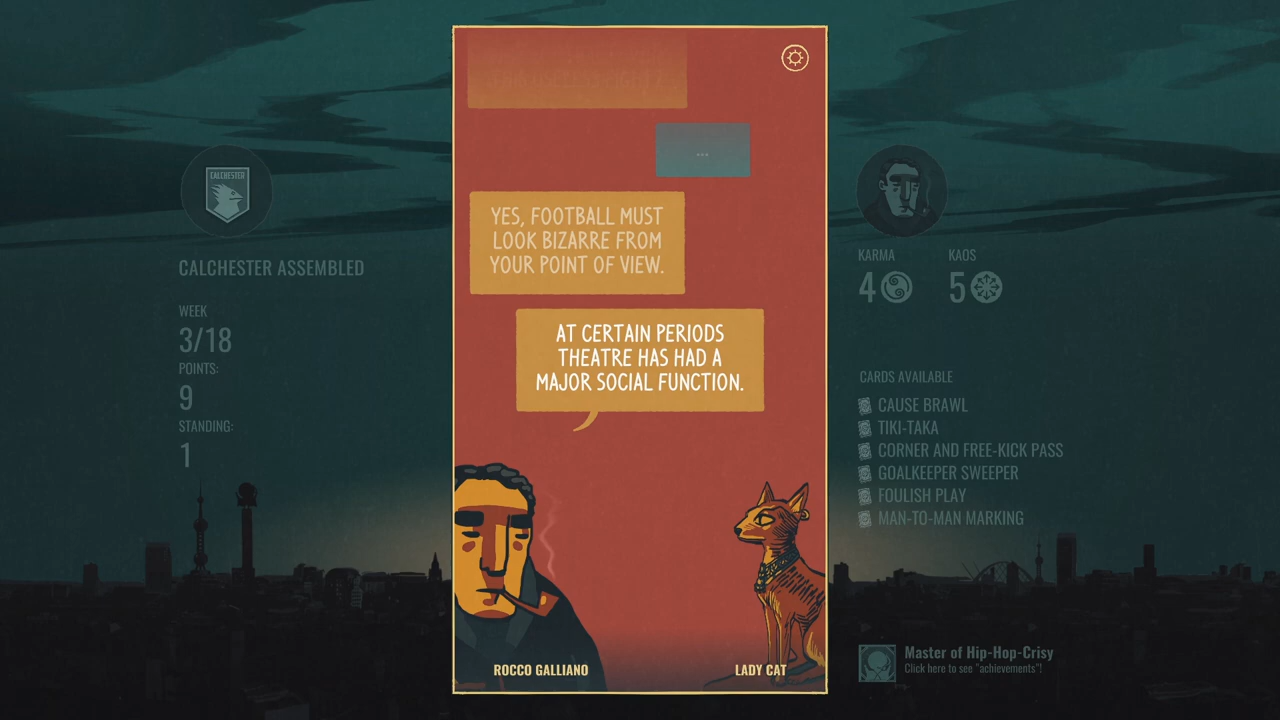 CALCHESTER
CALCHESTER ASSEMBLED
WEEK
3/18
POINTS:
9
STANDING:
1
...
YES, FOOTBALL MUST
LOOK BIZARRE FROM
YOUR POINT OF VIEW.
AT CERTAIN PERIODS
THEATRE HAS HAD A
MAJOR SOCIAL FUNCTION.
ROCCO GALLIANO
LADY CAT
KARMA
KAOS
4
5
CARDS AVAILABLE
CAUSE BRAWL
TIKI-TAKA
CORNER AND FREE-KICK PASS
GOALKEEPER SWEEPER
FOULISH PLAY
MAN-TO-MAN MARKING
Master of Hip-Hop-Crisy
Click here to see "achievements"!